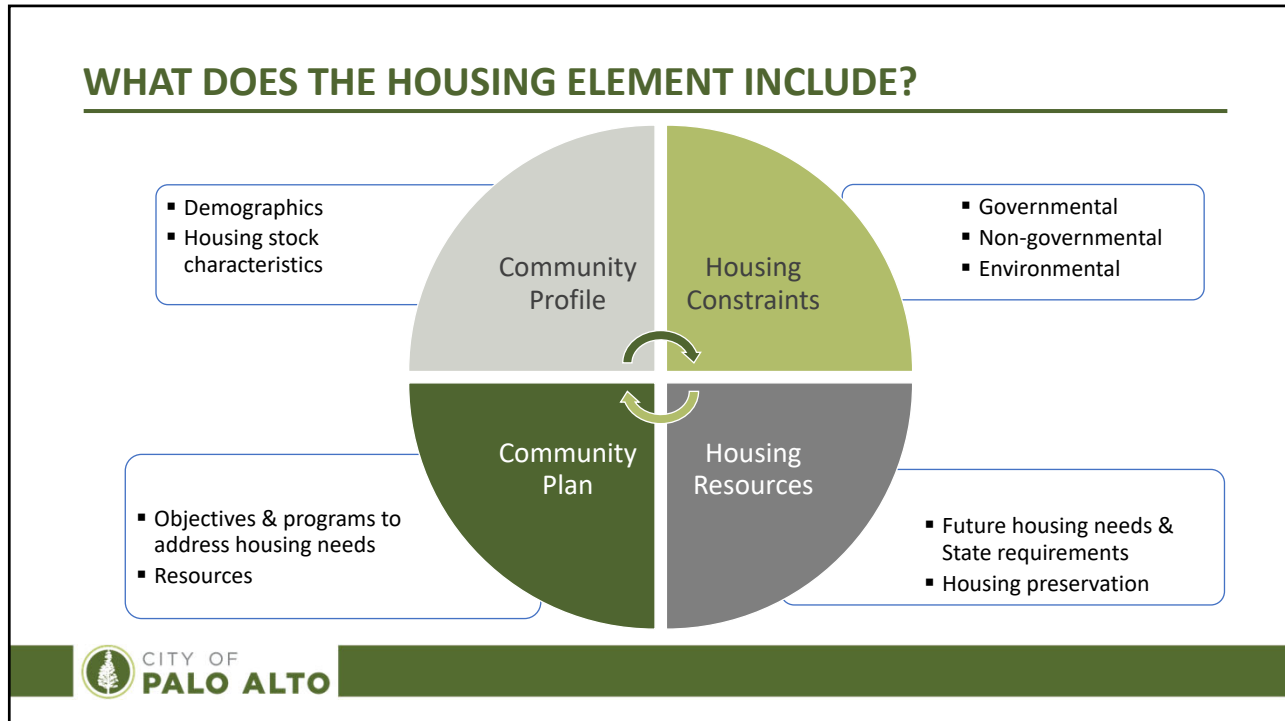 WHAT DOES THE HOUSING ELEMENT INCLUDE?
▪ Demographics
▪ Housing stock
characteristics
Community
Profile
Housing
Constraints
▪ Governmental
▪ Non-governmental
▪ Environmental
▪ Objectives & programs to
address housing needs
▪ Resources
Community
Plan
Housing
Resources
▪ Future housing needs &
State requirements
▪ Housing preservation
CITY OF
PALO ALTO